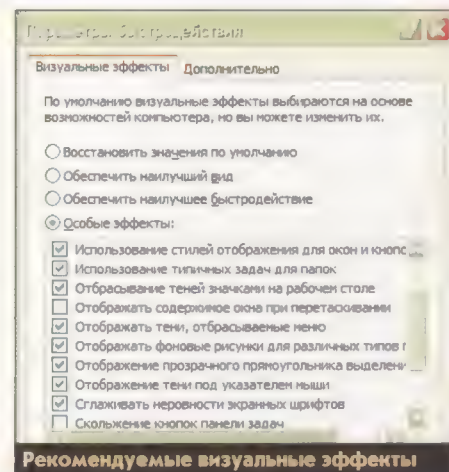 Параметры быстродействия
Визуальные эффекты Дополнительно
По умолчанию визуальные эффекты выбираются на основе
возможностей компьютера, но вы можете изменить их.
Восстановить значения по умолчанию
Обеспечить наилучший вид
Обеспечить наилучшее быстродействие
Особые эффекты:
Использование стилей отображения для окон и кнопс
Использование типичных задач для папок
Отбрасывание теней значками на рабочем столе
Отображать содержимое окна при перетаскивании
Отображать тени, отбрасываемые меню
Отображать фоновые рисунки для различных типов г
Отображение прозрачного прямоугольника выделени
Отображение тени под указателем мыши
Сглаживать неровности экранных шрифтов
Скольжение кнопок панели задач
Рекомендуемые визуальные эффекты